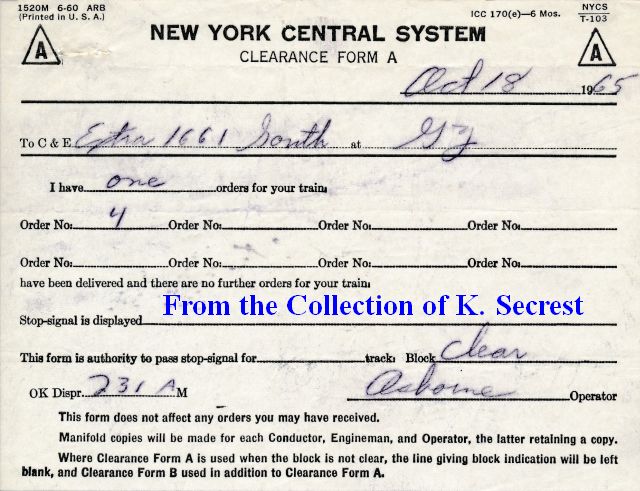 1520M 6-60 ARB
(Printed in U. S. A.)
ICC 170(e)—6 Mos.
NYCS
T-103
A
A
NEW YORK CENTRAL SYSTEM
CLEARANCE FORM A
Oct 18 1965
To C & E Extra 1661 South at GY
I have one orders for your train:
Order No: 4 Order No: Order No: Order No:
Order No: Order No: Order No: Order No:
have been delivered and there are no further orders for your train:
From the Collection of K. Secrest
Stop-signal is displayed
This form is authority to pass stop-signal for track: Block Clear
OK Dispr. 231 A M Osborne Operator
This form does not affect any orders you may have received.
Manifold copies will be made for each Conductor, Engineman, and Operator, the latter retaining a copy.
Where Clearance Form A is used when the block is not clear, the line giving block indication will be left
blank, and Clearance Form B used in addition to Clearance Form A.